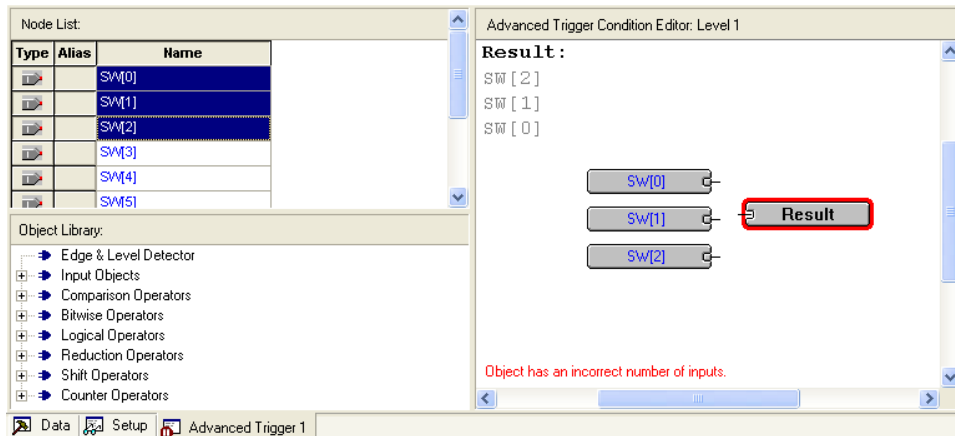 Node List:
Type Alias Name
SW[0]
SW[1]
SW[2]
SW[3]
SW[4]
SW[5]
Object Library:
Edge & Level Detector
Input Objects
Comparison Operators
Bitwise Operators
Logical Operators
Reduction Operators
Shift Operators
Counter Operators
Advanced Trigger Condition Editor: Level 1
Result:
SW[2]
SW[1]
SW[0]
SW[0]
SW[1]
SW[2]
Result
Object has an incorrect number of inputs.
Data Setup Advanced Trigger 1